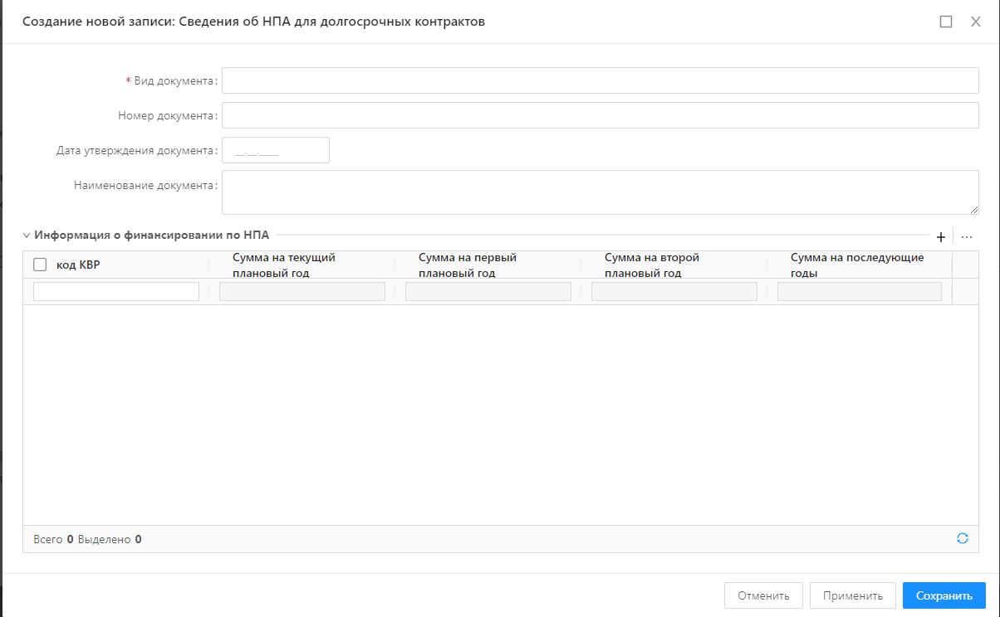 Создание новой записи: Сведения об НПА для долгосрочных контрактов
* Вид документа:
Номер документа:
Дата утверждения документа: __.__.____
Наименование документа:
Информация о финансировании по НПА
код КВР
Сумма на текущий
плановый год
Сумма на первый
плановый год
Сумма на второй
плановый год
Сумма на последующие
годы
Всего 0 Выделено 0
Отменить
Применить
Сохранить